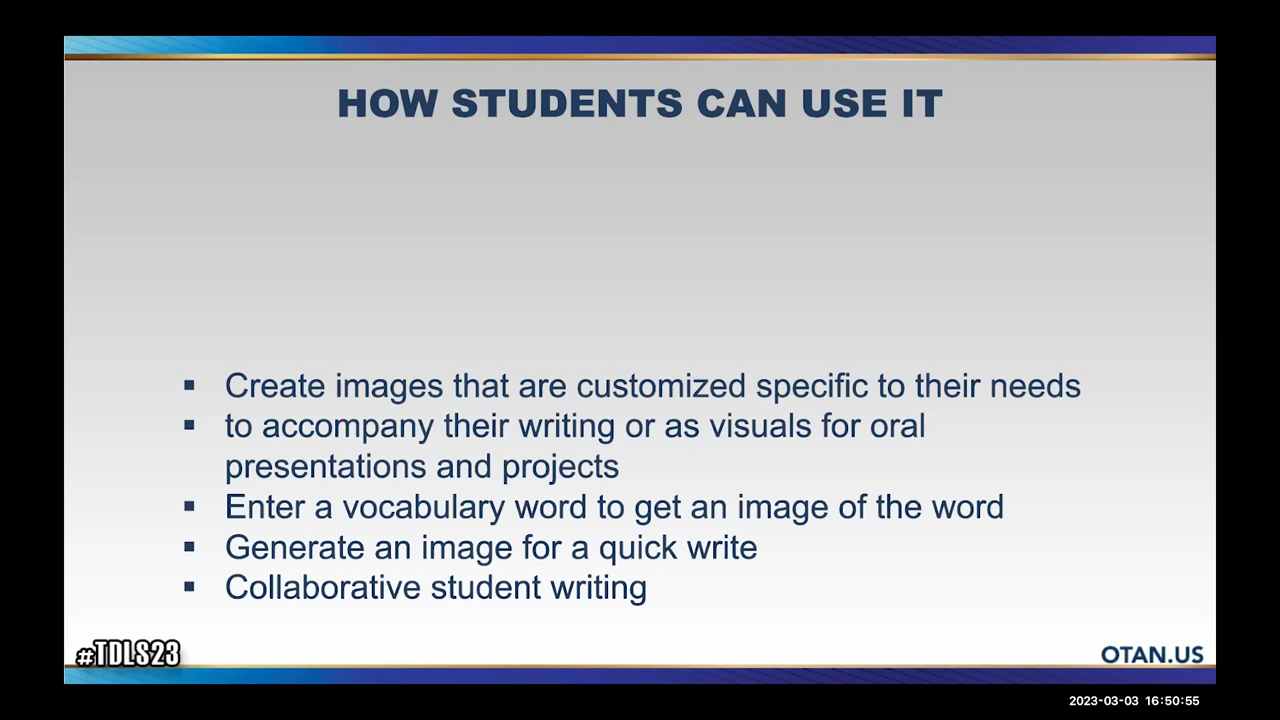 HOW STUDENTS CAN USE IT
▪ Create images that are customized specific to their needs
▪ to accompany their writing or as visuals for oral
presentations and projects
▪ Enter a vocabulary word to get an image of the word
▪ Generate an image for a quick write
▪ Collaborative student writing
#TDLS23
OTAN.US
2023-03-03 16:50:55